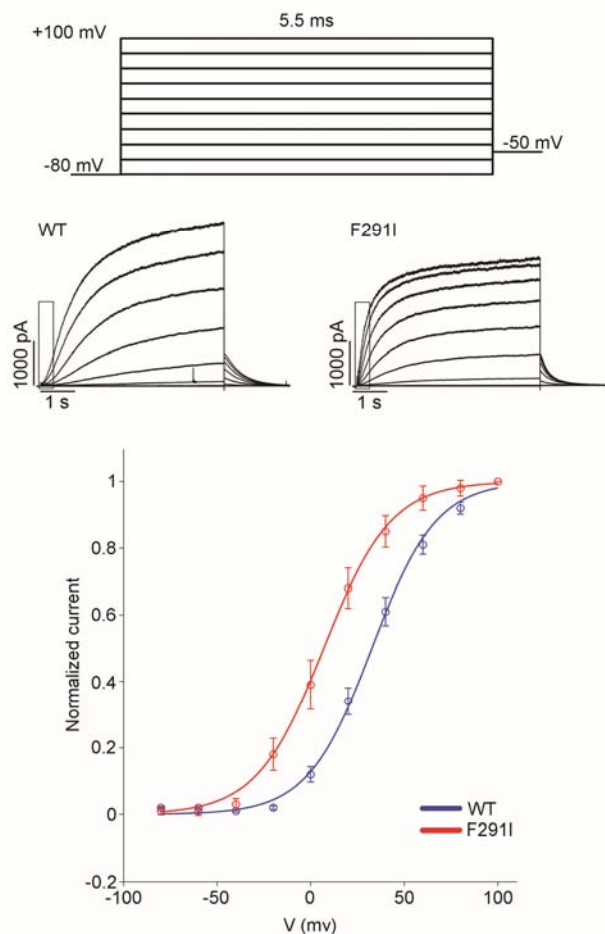 5.5 ms
+100 mV
-50 mV
-80 mV
WT
F291I
1000 pA
1000 pA
1 s
1 s
1
0.8
0.6
0.4
0.2
0
-0.2
Normalized current
WT
F291I
-100
-50
0
50
100
V (mv)